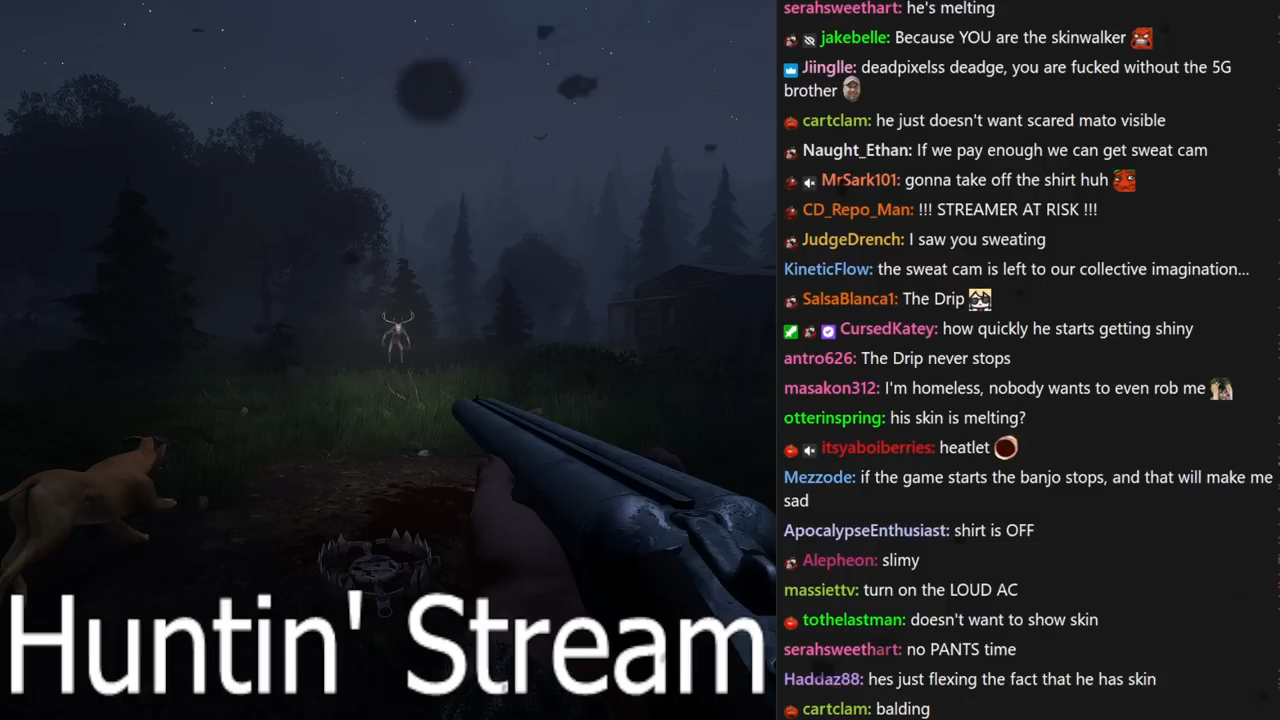 serahsweethart: he's melting
jakebelle: Because YOU are the skinwalker
Jiinglle: deadpixelss deadge, you are fucked without the 5G
brother
cartclam: he just doesn't want scared mato visible
Naught_Ethan: If we pay enough we can get sweat cam
MrSark101: gonna take off the shirt huh
CD_Repo_Man: !!! STREAMER AT RISK !!!
JudgeDrench: I saw you sweating
KineticFlow: the sweat cam is left to our collective imagination...
SalsaBlanca1: The Drip
CursedKatey: how quickly he starts getting shiny
antro626: The Drip never stops
masakon312: I'm homeless, nobody wants to even rob me
otterinspring: his skin is melting?
itsyaboiberries: heatlet
Mezzode: if the game starts the banjo stops, and that will make me
sad
ApocalypseEnthusiast: shirt is OFF
Alepheon: slimy
massiettv: turn on the LOUD AC
tothelastman: doesn't want to show skin
serahsweethart: no PANTS time
Haddaz88: hes just flexing the fact that he has skin
cartclam: balding
Huntin' Stream